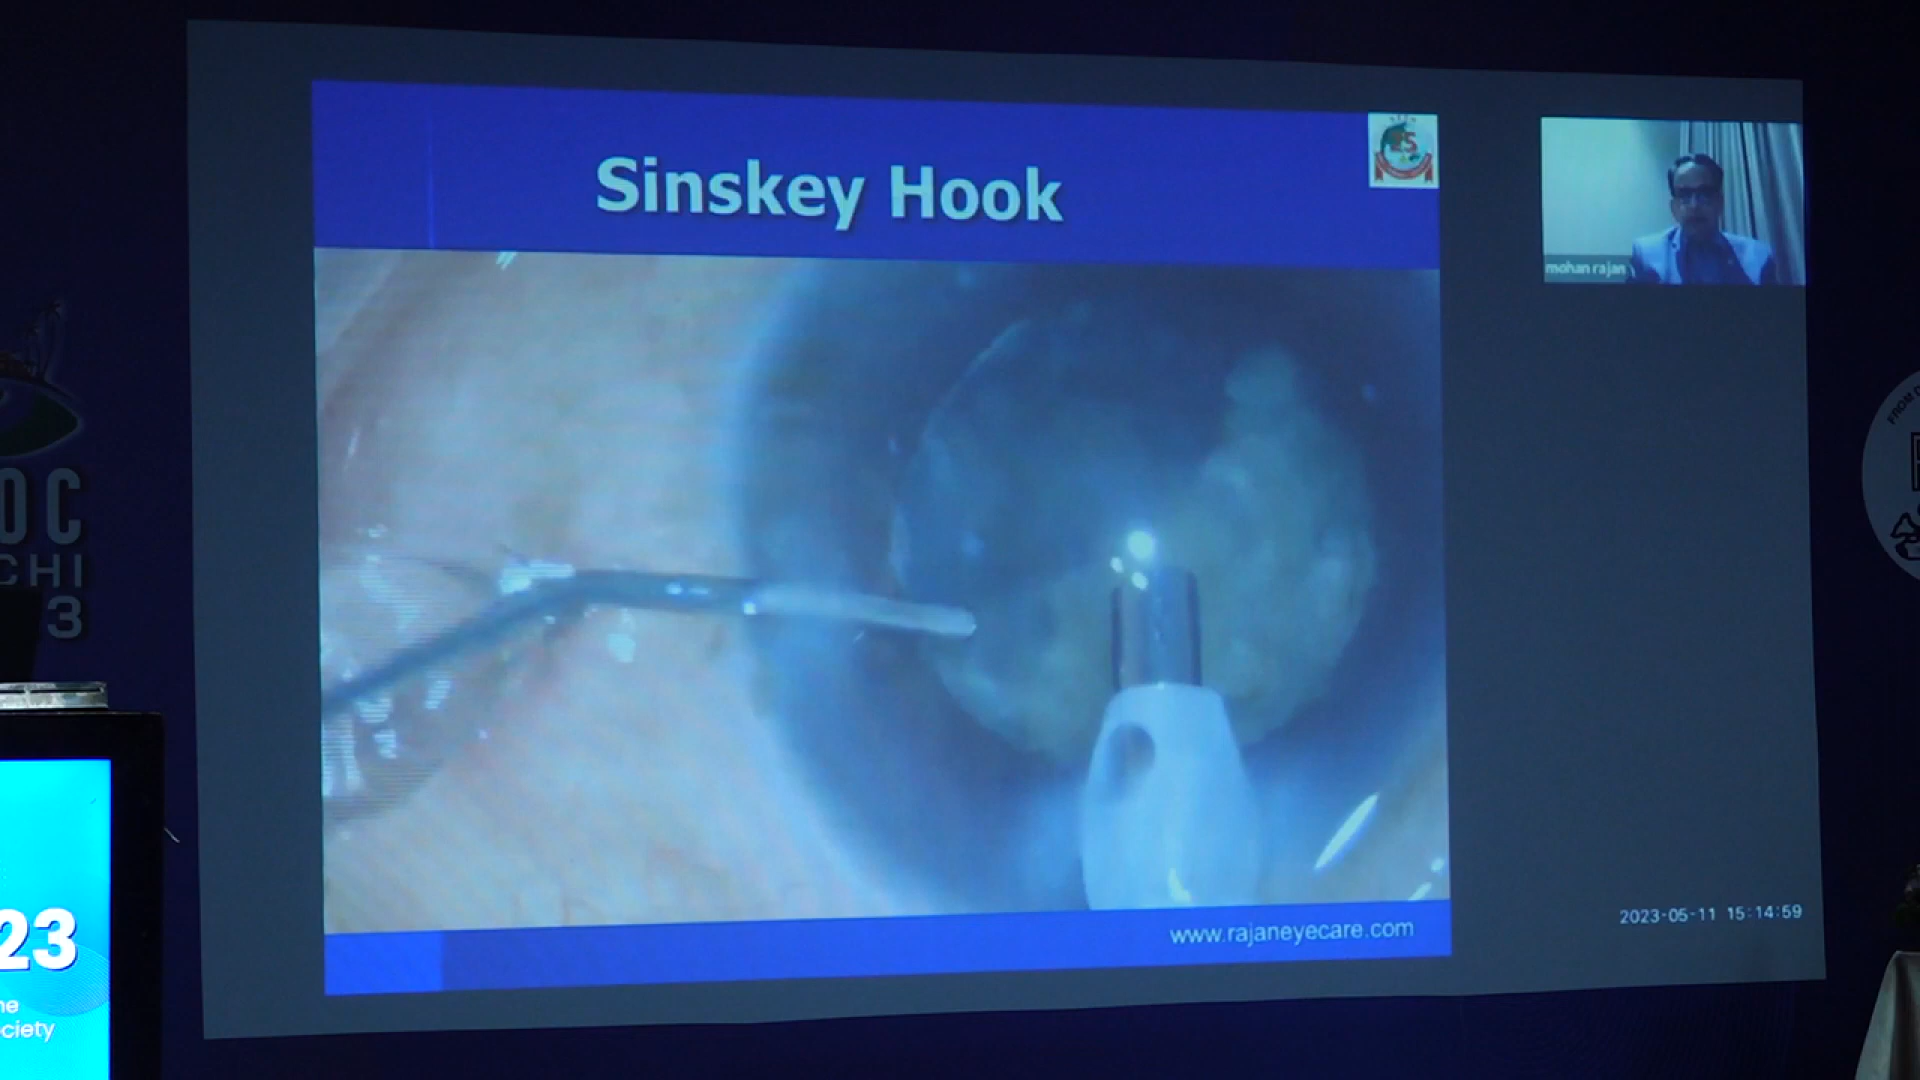 Sinskey Hook
mohan rajan
www.rajaneyecare.com
2023-05-11 15:14:59
OC
CHI
3
23
ne
ciety
FROM